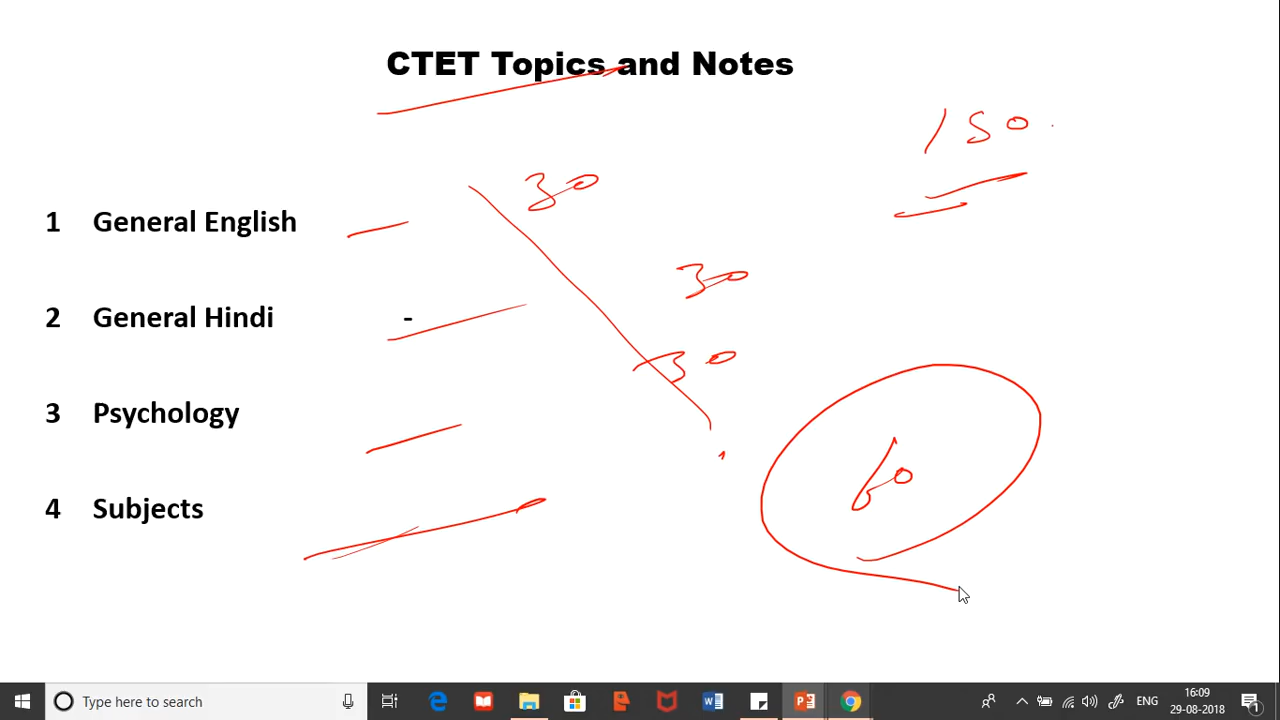 CTET Topics and Notes
150
30
1 General English
30
2 General Hindi -
30
3 Psychology
60
4 Subjects
Type here to search
ENG
16:09
29-08-2018